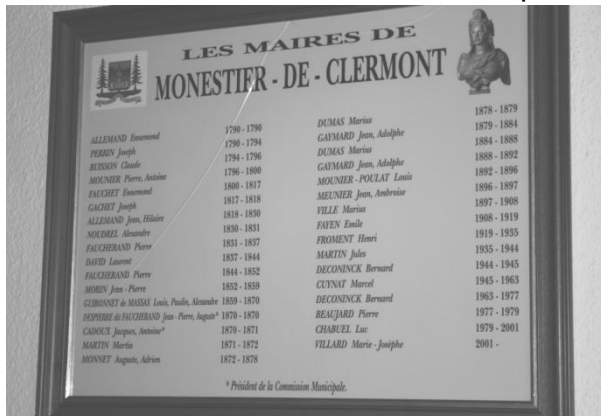 LES MAIRES DE
MONESTIER - DE - CLERMONT
ALLEMAND Ennemond 1790 - 1790
PERRIN Joseph 1790 - 1794
BUISSON Claude 1794 - 1796
MOUNIER Pierre, Antoine 1796 - 1800
FAUCHET Ennemond 1800 - 1817
GACHET Joseph 1817 - 1818
ALLEMAND Jean, Hilaire 1818 - 1830
NOUDREL Alexandre 1830 - 1831
FAUCHERAND Pierre 1831 - 1837
DAVID Laurent 1837 - 1844
FAUCHERAND Pierre 1844 - 1852
MORIN Jean - Pierre 1852 - 1859
GUIRONNET de MASSAS Louis, Paulin, Alexandre 1859 - 1870
DESPIERRE dit FAUCHERAND Jean - Pierre, Auguste* 1870 - 1870
CADOUX Jacques, Antoine* 1870 - 1871
MARTIN Martin 1871 - 1872
MONNET Auguste, Adrien 1872 - 1878
DUMAS Marius 1878 - 1879
GAYMARD Jean, Adolphe 1879 - 1884
DUMAS Marius 1884 - 1888
GAYMARD Jean, Adolphe 1888 - 1892
MOUNIER - POULAT Louis 1892 - 1896
MEUNIER Jean, Ambroise 1896 - 1897
VILLE Marius 1897 - 1908
FAYEN Emile 1908 - 1919
FROMENT Henri 1919 - 1935
MARTIN Jules 1935 - 1944
DECONINCK Bernard 1944 - 1945
CUYNAT Marcel 1945 - 1963
DECONINCK Bernard 1963 - 1977
BEAUJARD Pierre 1977 - 1979
CHABUEL Luc 1979 - 2001
VILLARD Marie - Josèphe 2001 -
* Président de la Commission Municipale.